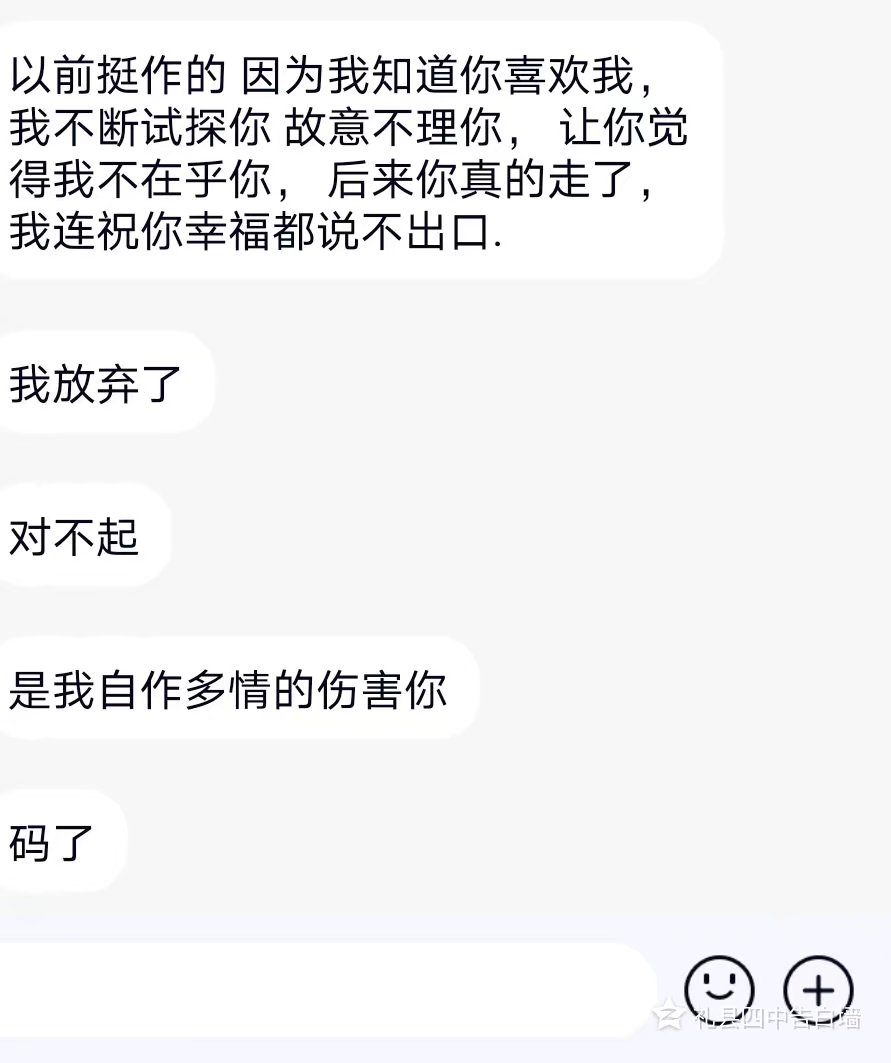 以前挺作的 因为我知道你喜欢我，
我不断试探你 故意不理你， 让你觉
得我不在乎你， 后来你真的走了，
我连祝你幸福都说不出口.
我放弃了
对不起
是我自作多情的伤害你
码了
礼县四中告白墙